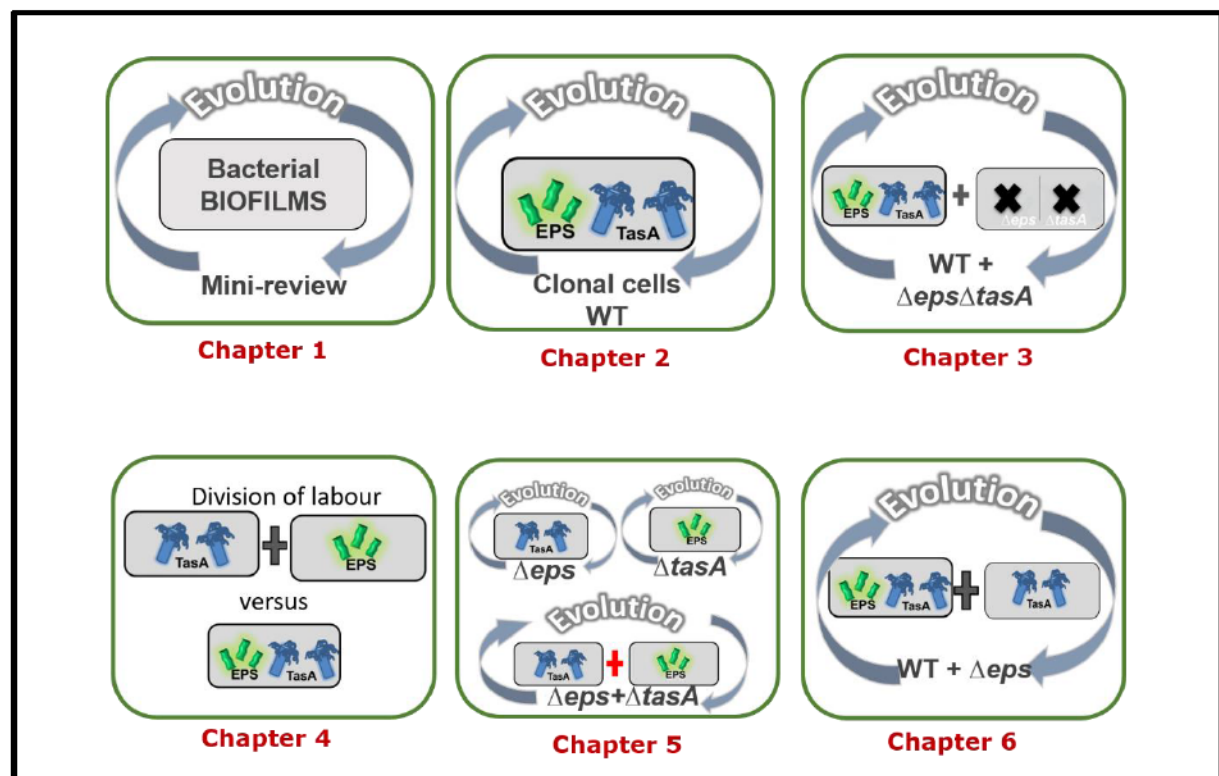 Evolution
Bacterial
BIOFILMS
Mini-review
Chapter 1
Evolution
EPS TasA
Clonal cells
WT
Chapter 2
Evolution
EPS TasA + Δeps ΔtasA
WT +
ΔepsΔtasA
Chapter 3
Division of labour
TasA + EPS
versus
EPS TasA
Chapter 4
Evolution
TasA
Δeps
Evolution
EPS
ΔtasA
Evolution
TasA + EPS
Δeps+ΔtasA
Chapter 5
Evolution
EPS TasA + TasA
WT + Δeps
Chapter 6